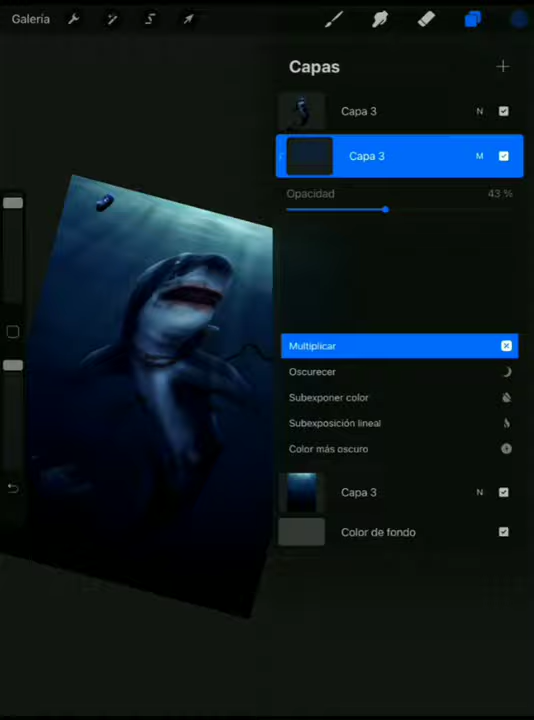 Galería
Capas
Capa 3 N
Capa 3 M
Opacidad 43 %
Multiplicar
Oscurecer
Subexponer color
Subexposición lineal
Color más oscuro
Capa 3 N
Color de fondo